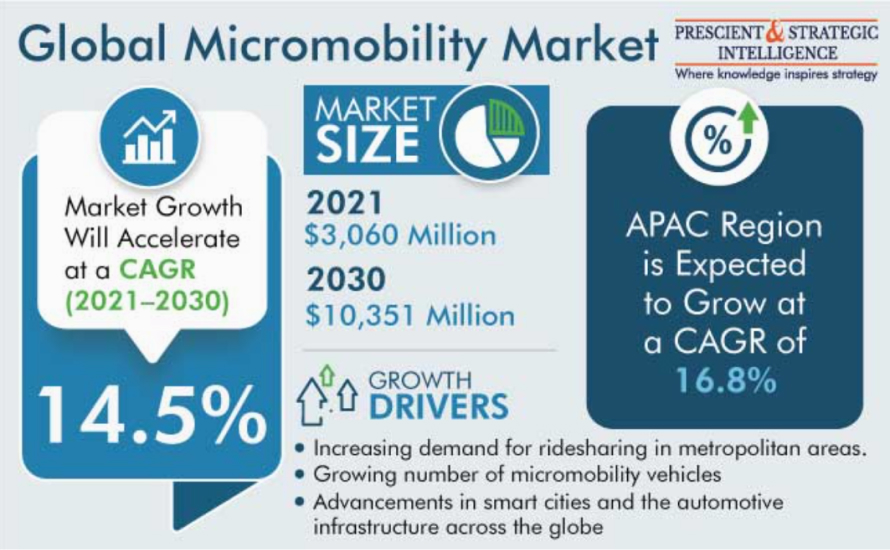 Global Micromobility Market
PRESCIENT & STRATEGIC
INTELLIGENCE
Where knowledge inspires strategy
Market Growth
Will Accelerate
at a CAGR
(2021–2030)
14.5%
MARKET
SIZE
2021
$3,060 Million
2030
$10,351 Million
GROWTH
DRIVERS
• Increasing demand for ridesharing in metropolitan areas.
• Growing number of micromobility vehicles
• Advancements in smart cities and the automotive
infrastructure across the globe
%
APAC Region
is Expected
to Grow at
a CAGR of
16.8%